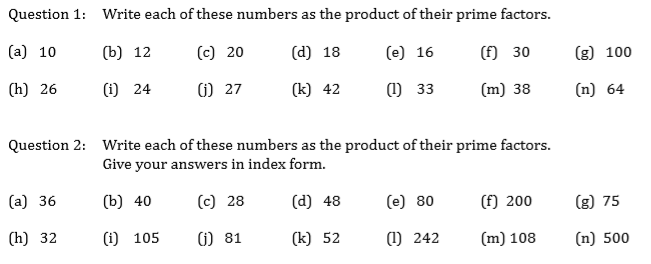 Question 1: Write each of these numbers as the product of their prime factors.
(a) 10 (b) 12 (c) 20 (d) 18 (e) 16 (f) 30 (g) 100
(h) 26 (i) 24 (j) 27 (k) 42 (l) 33 (m) 38 (n) 64
Question 2: Write each of these numbers as the product of their prime factors.
Give your answers in index form.
(a) 36 (b) 40 (c) 28 (d) 48 (e) 80 (f) 200 (g) 75
(h) 32 (i) 105 (j) 81 (k) 52 (l) 242 (m) 108 (n) 500